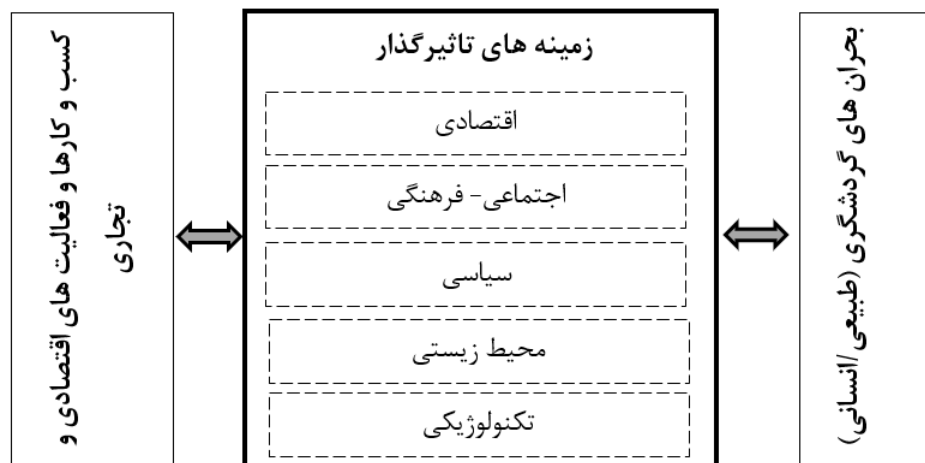 بحران های گردشگری (طبیعی/انسانی)
زمینه های تاثیرگذار
اقتصادی
اجتماعی- فرهنگی
سیاسی
محیط زیستی
تکنولوژیکی
کسب و کارها و فعالیت های اقتصادی و
تجاری